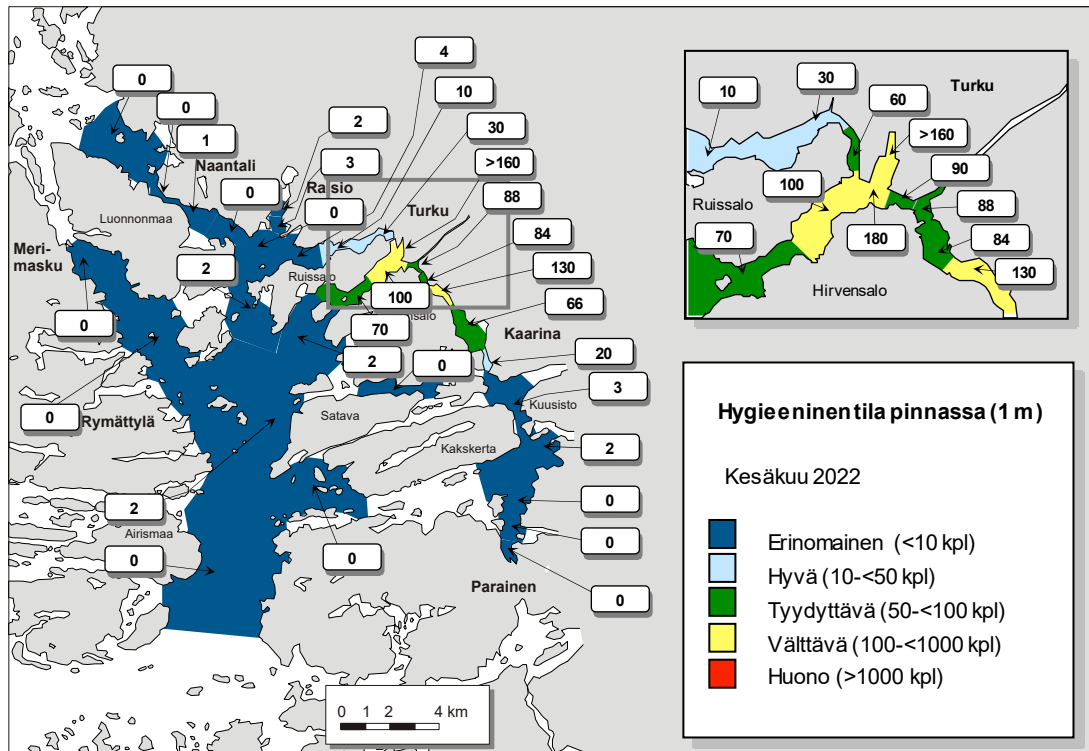 0
0
1
Naantali
0
Luonnonmaa
Meri-
masku
0
2
0
Rymättylä
2
Airismaa
0
4
10
2
30
3
Raisio
>160
0
Turku
88
84
Ruissalo
130
100
70
66
Kaarina
2
0
20
3
Satava
Kuusisto
Kakskerta
2
0
0
0
Parainen
0
0 1 2 4 km
10
30
Turku
60
>160
100
90
Ruissalo
88
70
180
84
130
Hirvensalo
Hygieeninen tila pinnassa (1 m)
Kesäkuu 2022
Erinomainen (<10 kpl)
Hyvä (10-<50 kpl)
Tyydyttävä (50-<100 kpl)
Välttävä (100-<1000 kpl)
Huono (>1000 kpl)